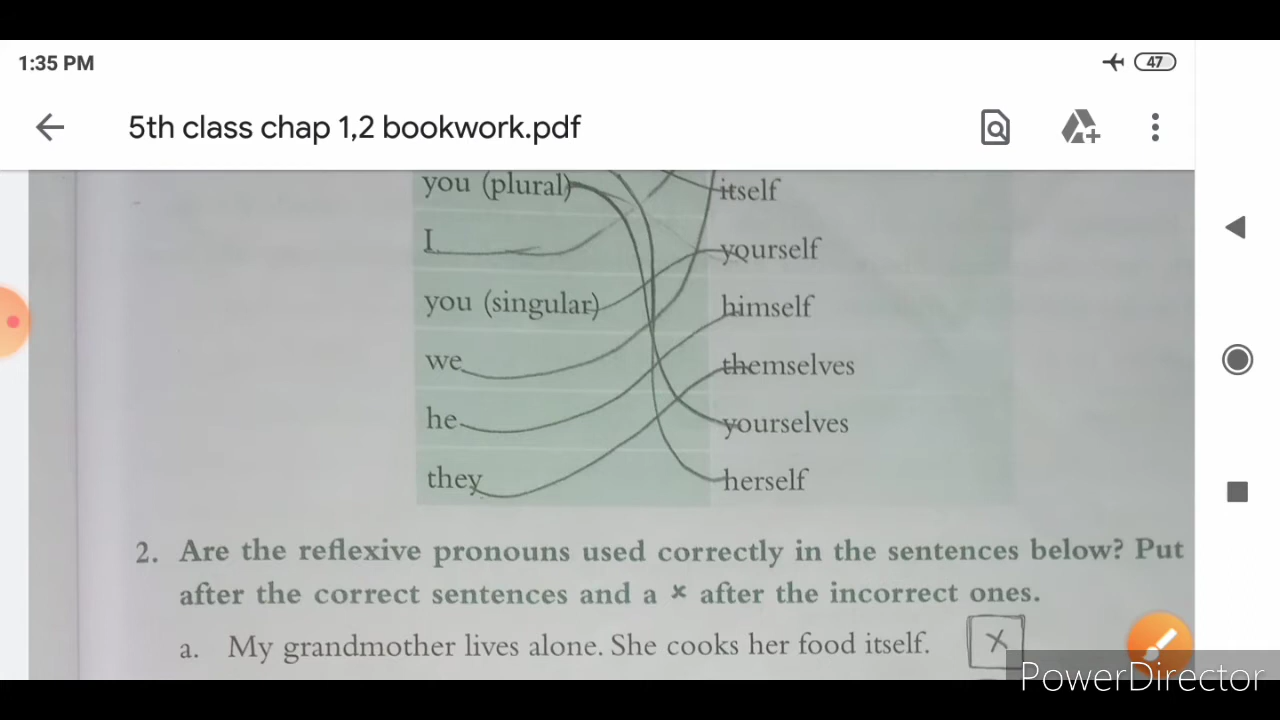 1:35 PM
47
5th class chap 1,2 bookwork.pdf
you (plural) itself
I yourself
you (singular) himself
we themselves
he yourselves
they herself
2. Are the reflexive pronouns used correctly in the sentences below? Put
after the correct sentences and a × after the incorrect ones.
a. My grandmother lives alone. She cooks her food itself. ×
PowerDirector